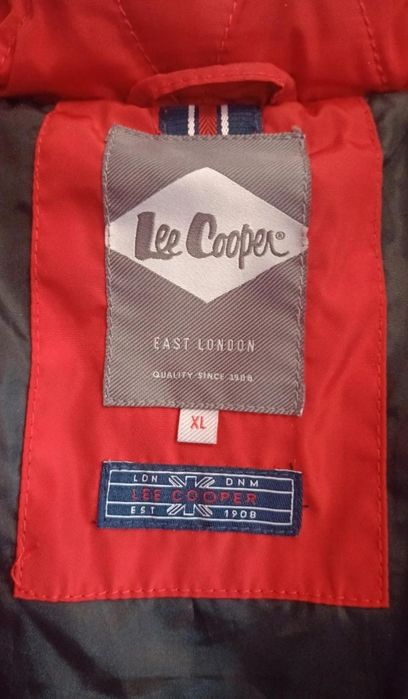 Lee Cooper®
EAST LONDON
QUALITY SINCE 1908
XL
LDN DNM
LEE COOPER
EST 1908